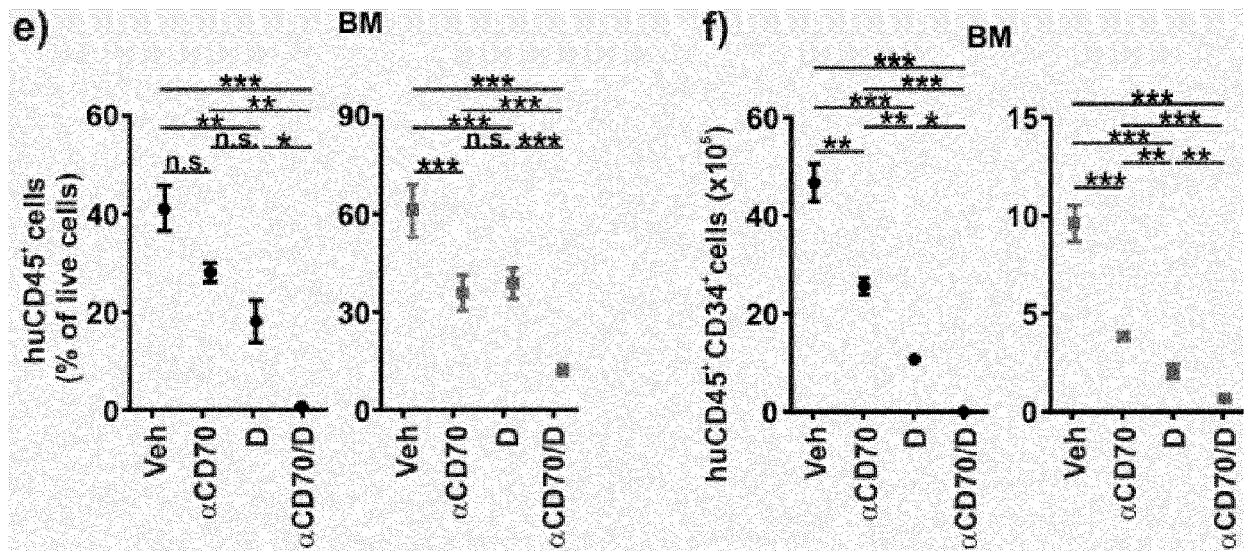 e)
BM
huCD45⁺ cells
(% of live cells)
60
40
20
0
***
**
**
n.s. *
n.s.
Veh
αCD70
D
αCD70/D
90
60
30
0
***
***
***
n.s. ***
***
Veh
αCD70
D
αCD70/D
f)
BM
huCD45⁺CD34⁺cells (x10⁵)
60
40
20
0
***
***
***
** *
**
Veh
αCD70
D
αCD70/D
15
10
5
0
***
***
***
** **
***
Veh
αCD70
D
αCD70/D